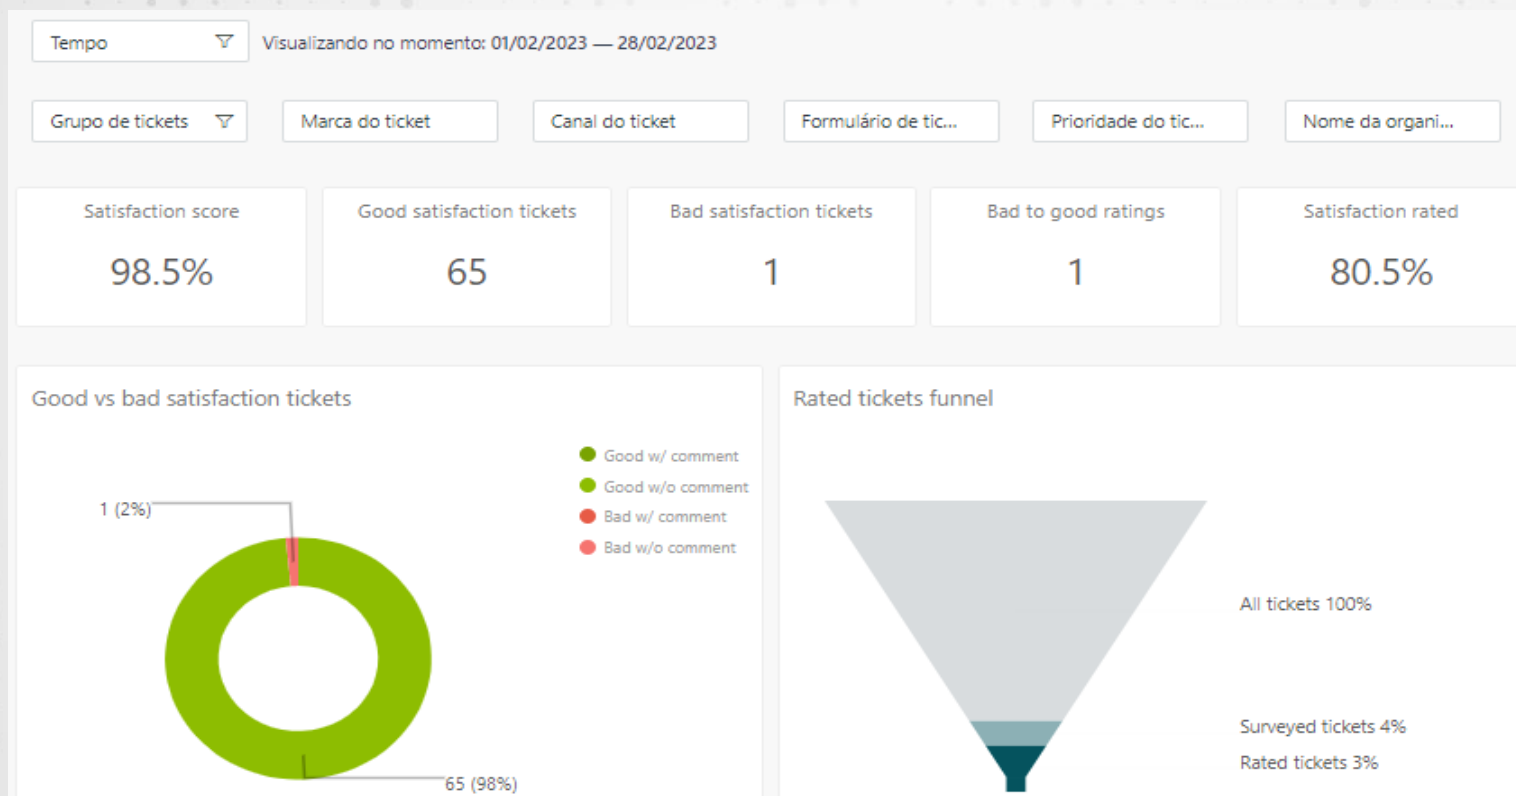 Tempo
Visualizando no momento: 01/02/2023 — 28/02/2023
Grupo de tickets
Marca do ticket
Canal do ticket
Formulário de tic...
Prioridade do tic...
Nome da organi...
Satisfaction score
98.5%
Good satisfaction tickets
65
Bad satisfaction tickets
1
Bad to good ratings
1
Satisfaction rated
80.5%
Good vs bad satisfaction tickets
Good w/ comment
Good w/o comment
Bad w/ comment
Bad w/o comment
1 (2%)
65 (98%)
Rated tickets funnel
All tickets 100%
Surveyed tickets 4%
Rated tickets 3%